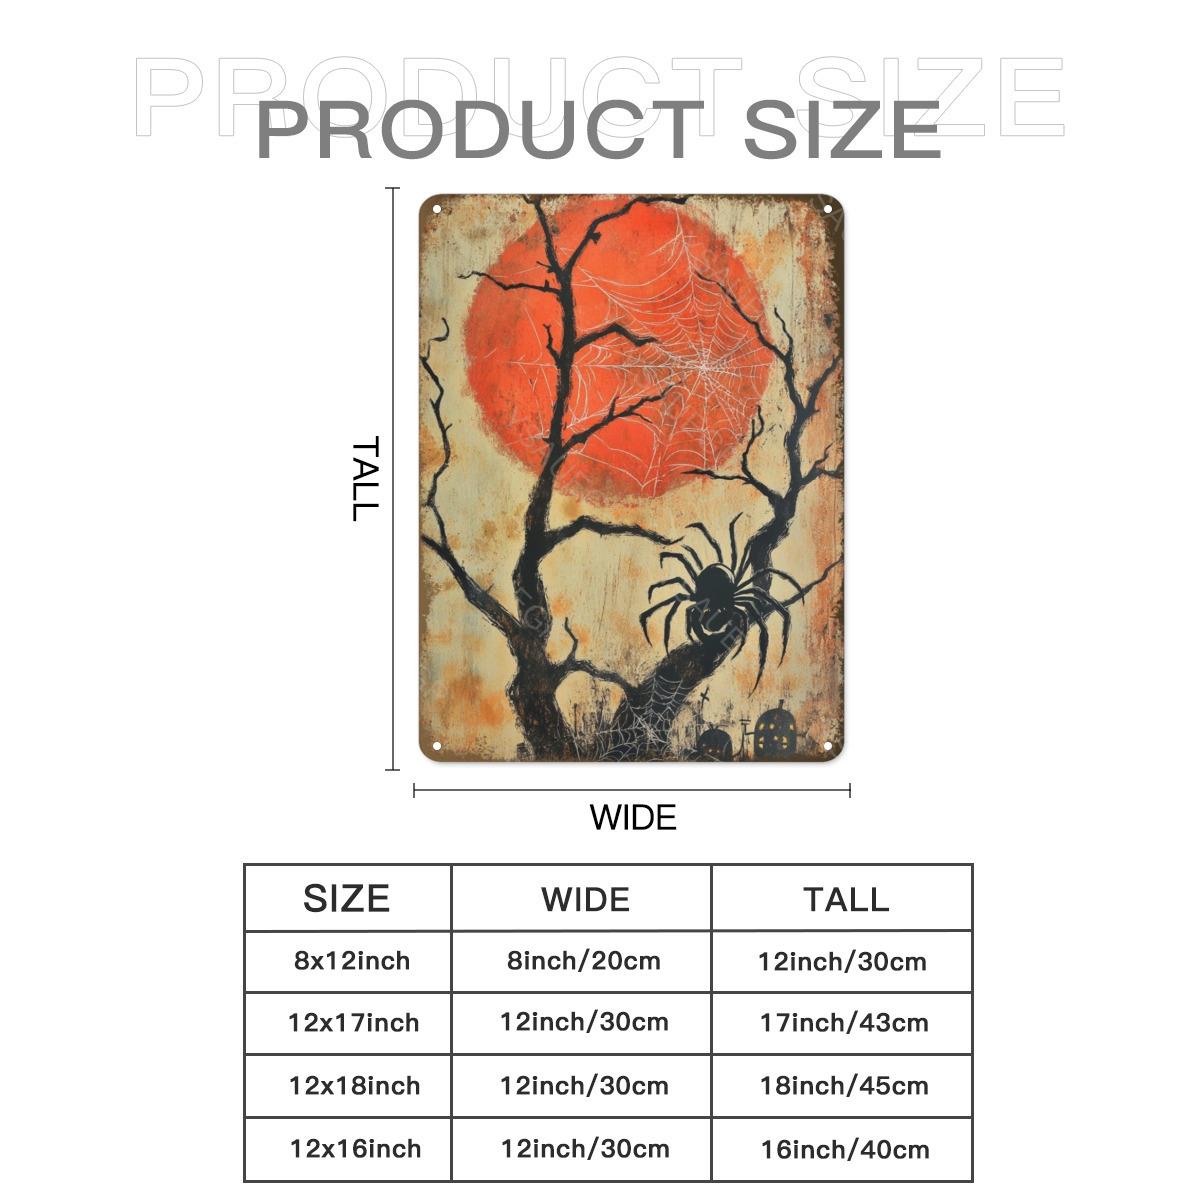 PRODUCT SIZE
PRODUCT SIZE
TALL
WIDE
SIZE WIDE TALL
8x12inch 8inch/20cm 12inch/30cm
12x17inch 12inch/30cm 17inch/43cm
12x18inch 12inch/30cm 18inch/45cm
12x16inch 12inch/30cm 16inch/40cm